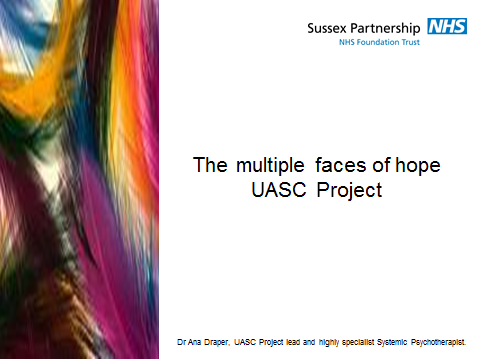 Sussex Partnership NHS
NHS Foundation Trust
The multiple faces of hope
UASC Project
Dr Ana Draper, UASC Project lead and highly specialist Systemic Psychotherapist.